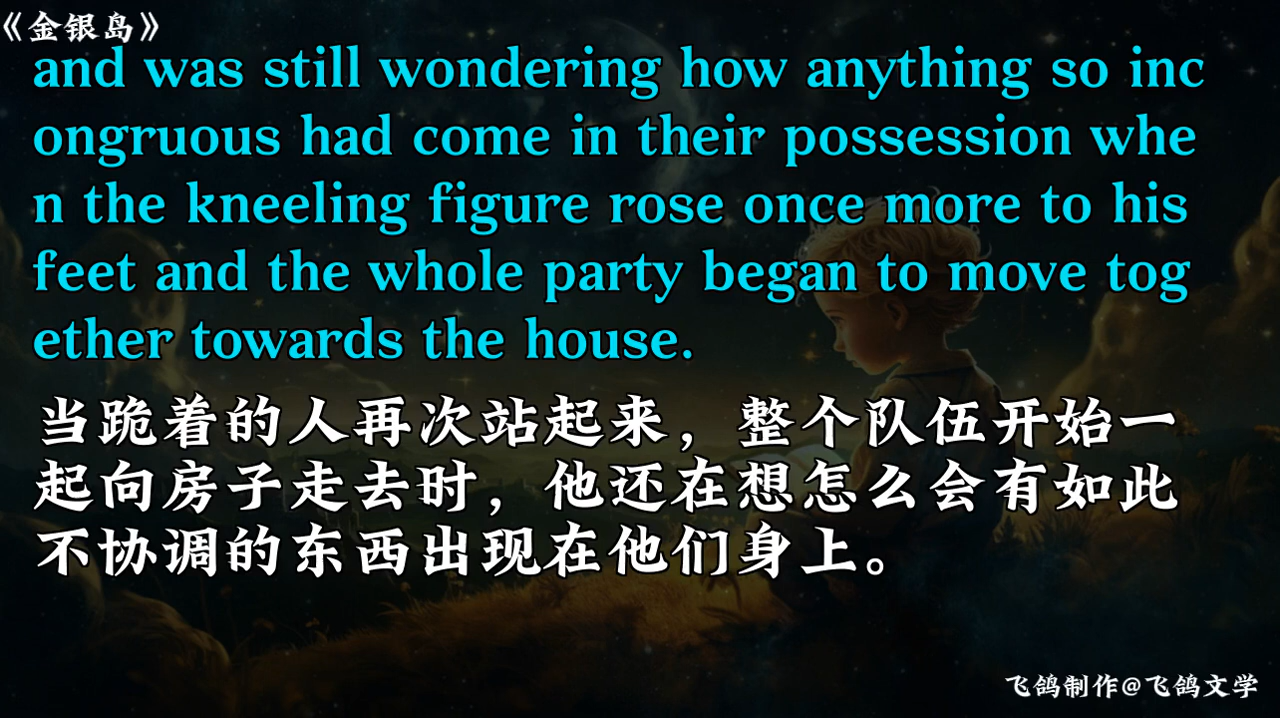 《金银岛》
and was still wondering how anything so inc
ongruous had come in their possession whe
n the kneeling figure rose once more to his
feet and the whole party began to move tog
ether towards the house.
当跪着的人再次站起来，整个队伍开始一
起向房子走去时，他还在想怎么会有如此
不协调的东西出现在他们身上。
飞鸽制作@飞鸽文学